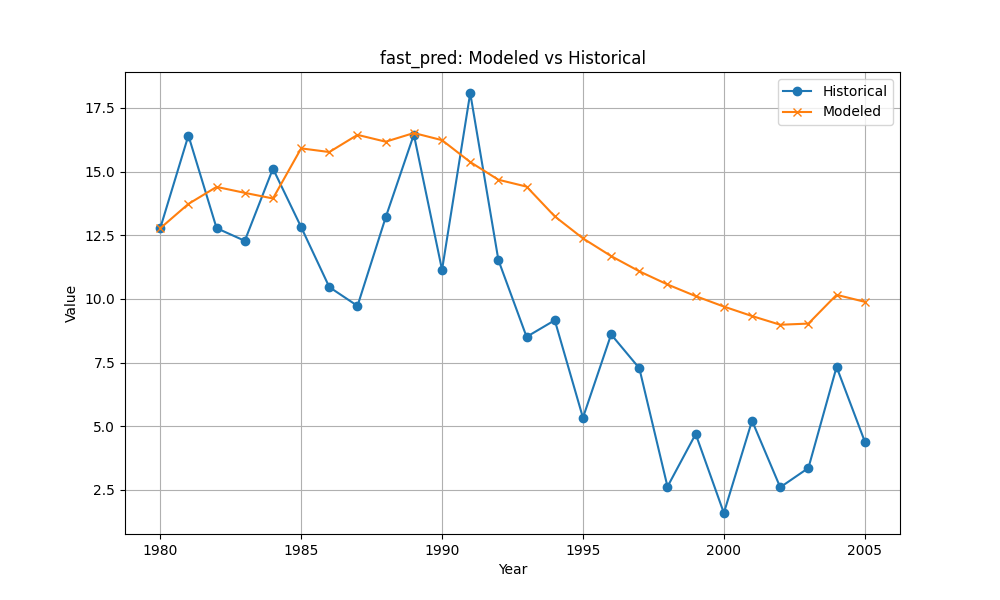 fast_pred: Modeled vs Historical
Historical
Modeled
Value
17.5
15.0
12.5
10.0
7.5
5.0
2.5
1980
1985
1990
1995
2000
2005
Year